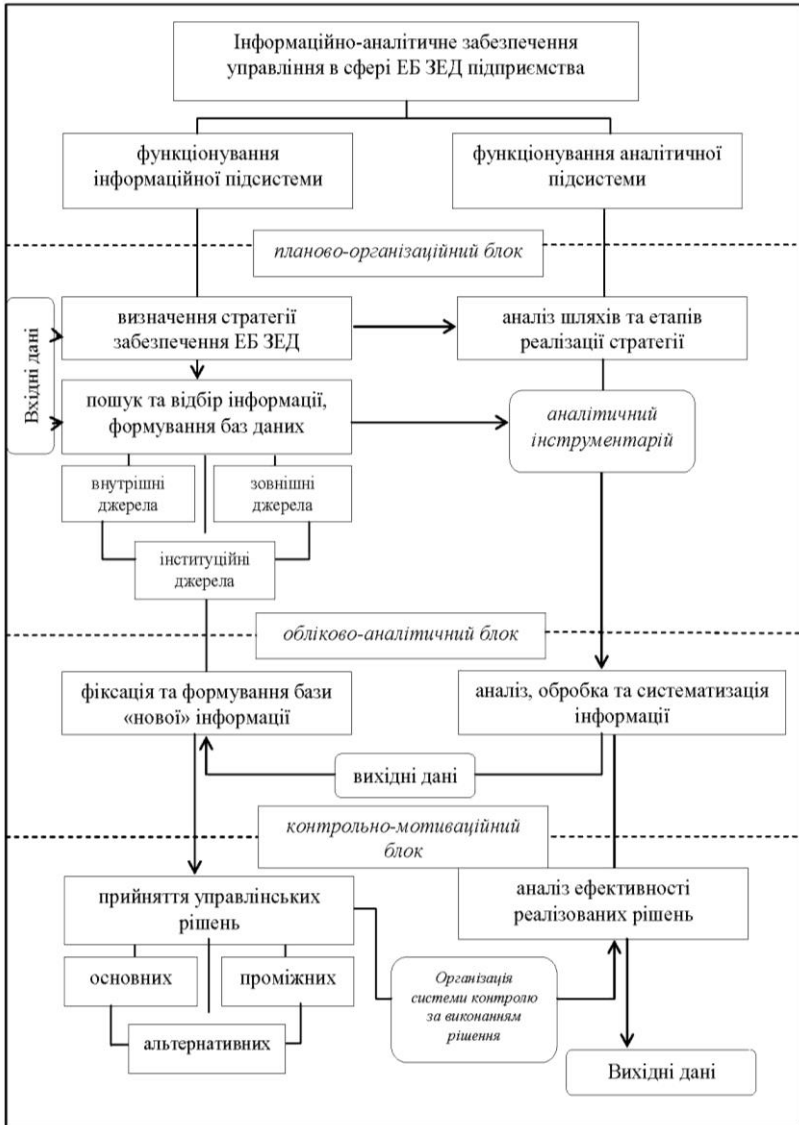 Інформаційно-аналітичне забезпечення
управління в сфері ЕБ ЗЕД підприємства
функціонування
інформаційної підсистеми
функціонування аналітичної
підсистеми
планово-організаційний блок
Вхідні дані
визначення стратегії
забезпечення ЕБ ЗЕД
аналіз шляхів та етапів
реалізації стратегії
пошук та відбір інформації,
формування баз даних
аналітичний
інструментарій
внутрішні
джерела
зовнішні
джерела
інституційні
джерела
обліково-аналітичний блок
фіксація та формування бази
«нової» інформації
аналіз, обробка та систематизація
інформації
вихідні дані
контрольно-мотиваційний
блок
прийняття управлінських
рішень
аналіз ефективності
реалізованих рішень
основних
проміжних
альтернативних
Організація
системи контролю
за виконанням
рішення
Вихідні дані